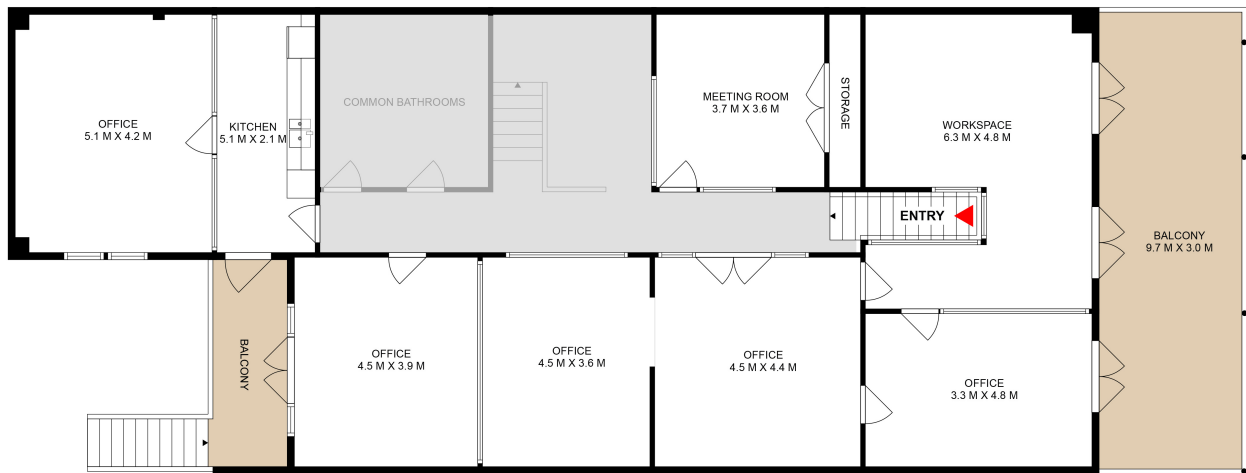 OFFICE
5.1 M X 4.2 M
KITCHEN
5.1 M X 2.1 M
COMMON BATHROOMS
MEETING ROOM
3.7 M X 3.6 M
STORAGE
WORKSPACE
6.3 M X 4.8 M
ENTRY
BALCONY
9.7 M X 3.0 M
BALCONY
OFFICE
4.5 M X 3.9 M
OFFICE
4.5 M X 3.6 M
OFFICE
4.5 M X 4.4 M
OFFICE
3.3 M X 4.8 M